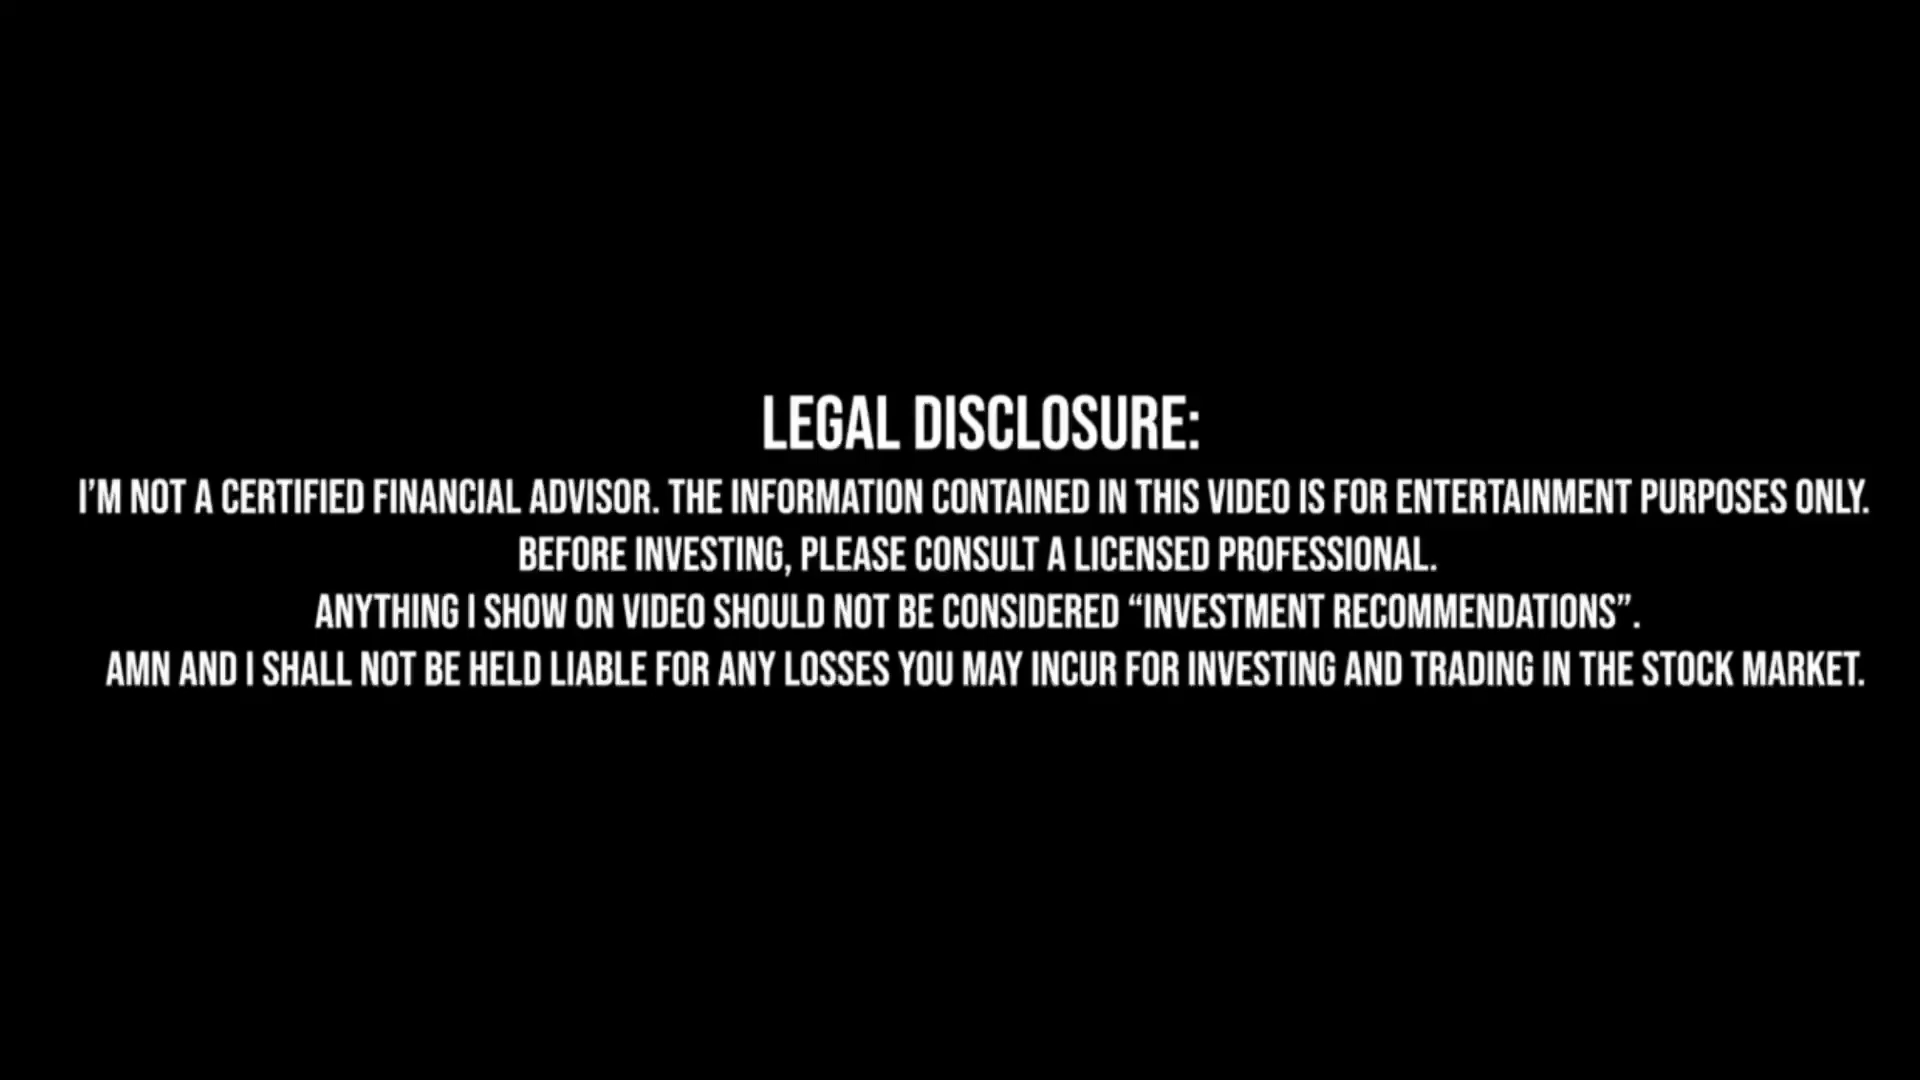 LEGAL DISCLOSURE:
I’M NOT A CERTIFIED FINANCIAL ADVISOR. THE INFORMATION CONTAINED IN THIS VIDEO IS FOR ENTERTAINMENT PURPOSES ONLY.
BEFORE INVESTING, PLEASE CONSULT A LICENSED PROFESSIONAL.
ANYTHING I SHOW ON VIDEO SHOULD NOT BE CONSIDERED “INVESTMENT RECOMMENDATIONS”.
AMN AND I SHALL NOT BE HELD LIABLE FOR ANY LOSSES YOU MAY INCUR FOR INVESTING AND TRADING IN THE STOCK MARKET.